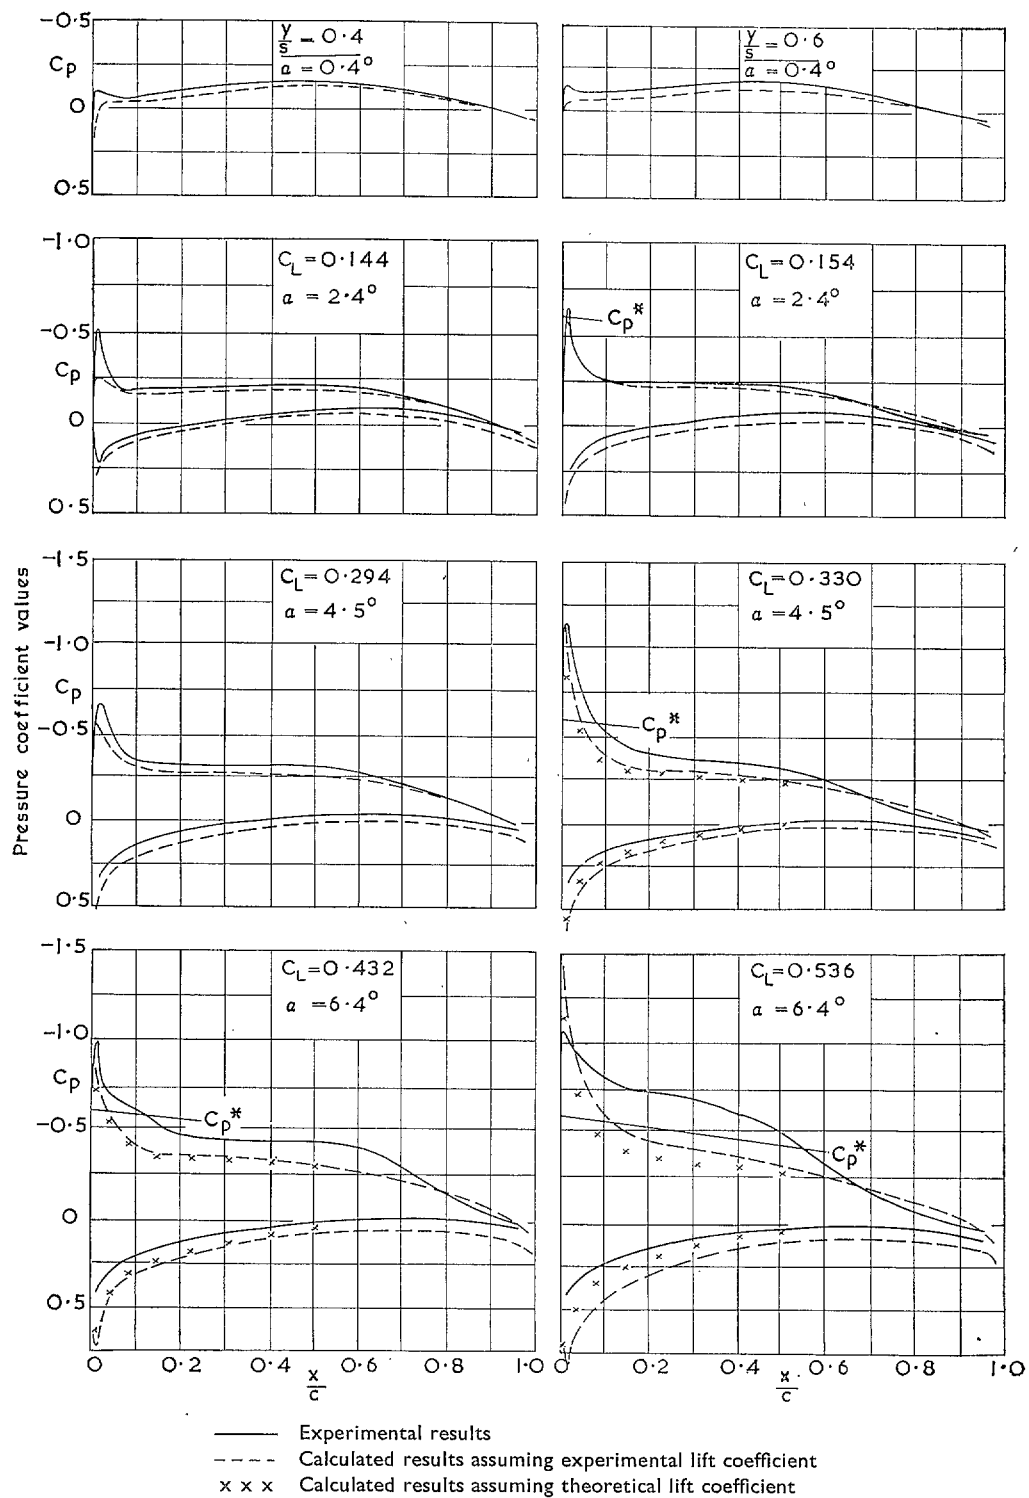 -0.5
Cp
0
0.5
y/s = 0.4
a = 0.4°
y/s = 0.6
a = 0.4°
-1.0
-0.5
Cp
0
0.5
CL = 0.144
a = 2.4°
CL = 0.154
a = 2.4°
Cp*
Pressure coefficient values
-1.5
-1.0
Cp
-0.5
0
0.5
CL = 0.294
a = 4.5°
CL = 0.330
a = 4.5°
Cp*
-1.5
-1.0
Cp
-0.5
0
0.5
CL = 0.432
a = 6.4°
Cp*
CL = 0.536
a = 6.4°
Cp*
0 0.2 0.4 0.6 0.8 1.0
x/c
0 0.2 0.4 0.6 0.8 1.0
x/c
Experimental results
Calculated results assuming experimental lift coefficient
x x x Calculated results assuming theoretical lift coefficient